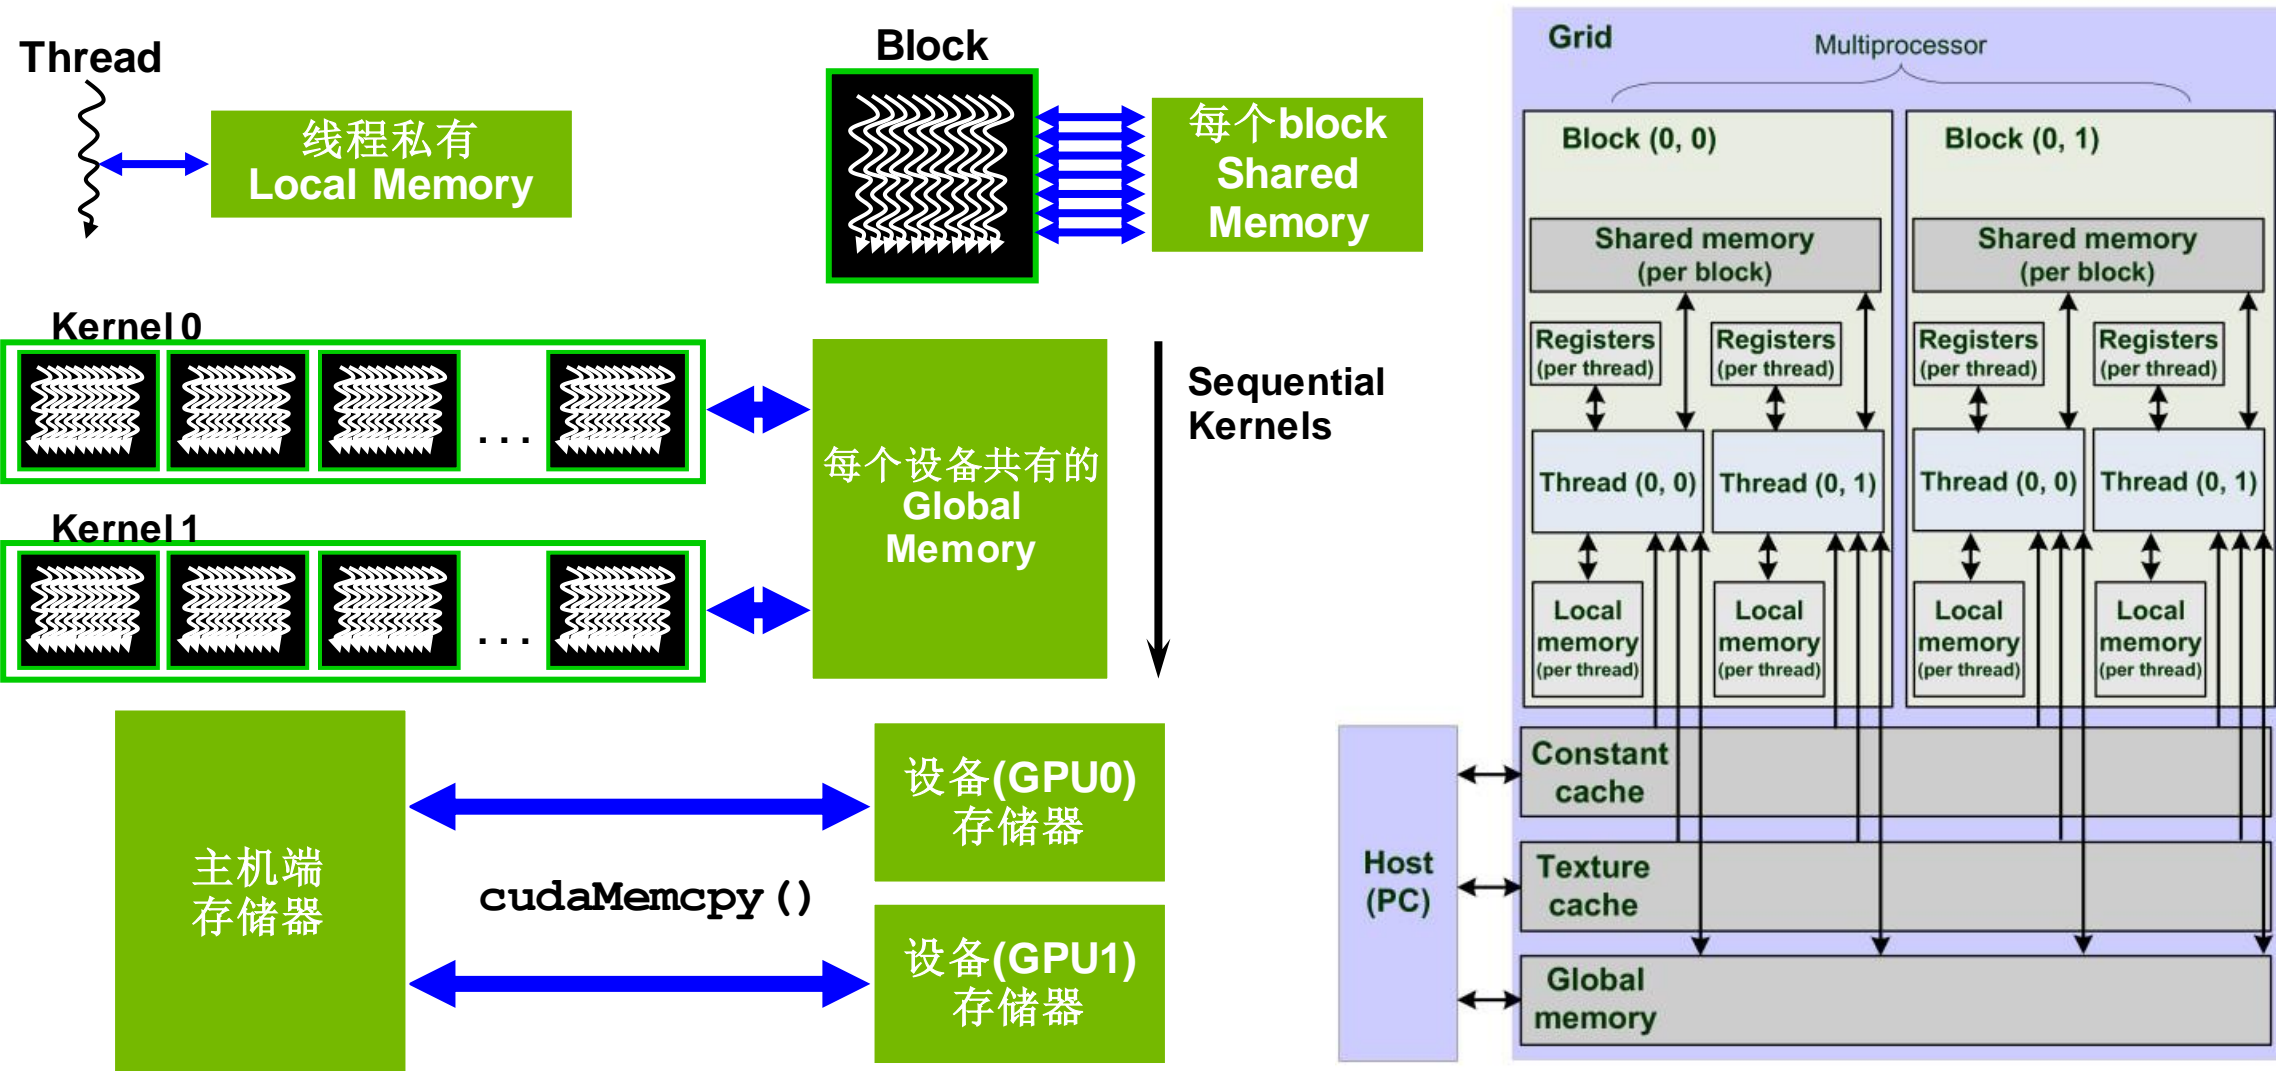 Thread
线程私有
Local Memory
Block
每个block
Shared
Memory
Kernel 0
. . .
Kernel 1
. . .
每个设备共有的
Global
Memory
Sequential
Kernels
主机端
存储器
cudaMemcpy()
设备(GPU0)
存储器
设备(GPU1)
存储器
Grid
Multiprocessor
Block (0, 0)
Shared memory
(per block)
Registers
(per thread)
Registers
(per thread)
Thread (0, 0)
Thread (0, 1)
Local
memory
(per thread)
Local
memory
(per thread)
Block (0, 1)
Shared memory
(per block)
Registers
(per thread)
Registers
(per thread)
Thread (0, 0)
Thread (0, 1)
Local
memory
(per thread)
Local
memory
(per thread)
Host
(PC)
Constant
cache
Texture
cache
Global
memory